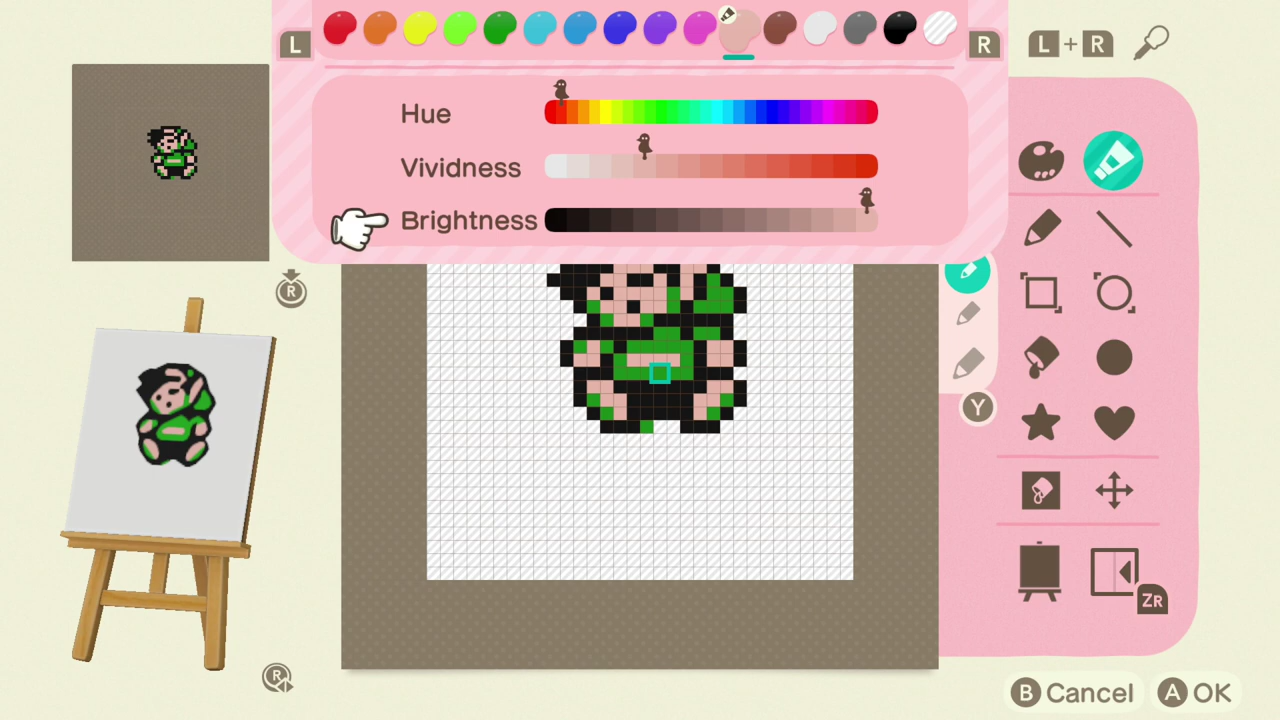 L
R
L + R
Hue
Vividness
Brightness
R
Y
ZR
R
B Cancel
A OK